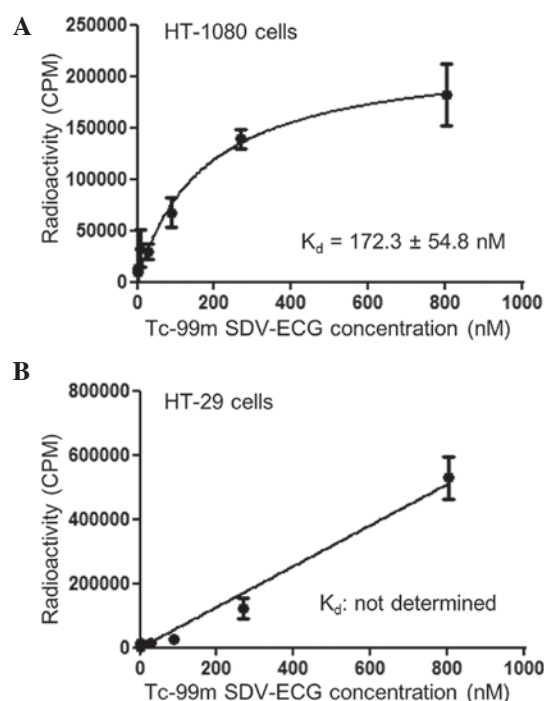 A
HT-1080 cells
250000
200000
150000
100000
50000
0
Radioactivity (CPM)
K_d = 172.3 ± 54.8 nM
0 200 400 600 800 1000
Tc-99m SDV-ECG concentration (nM)
B
HT-29 cells
800000
600000
400000
200000
0
Radioactivity (CPM)
K_d: not determined
0 200 400 600 800 1000
Tc-99m SDV-ECG concentration (nM)